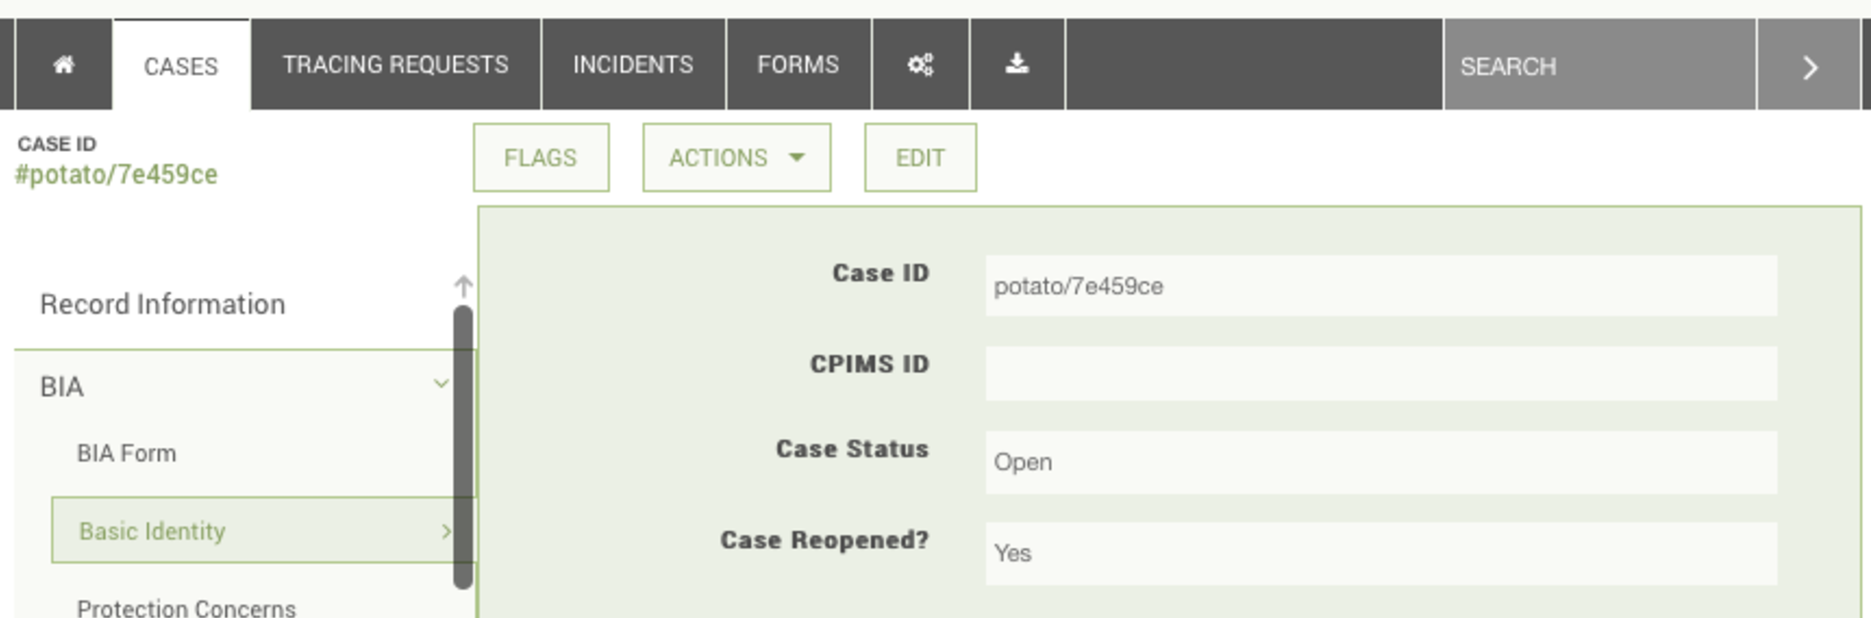 CASES
TRACING REQUESTS
INCIDENTS
FORMS
SEARCH
CASE ID
#potato/7e459ce
FLAGS
ACTIONS
EDIT
Record Information
BIA
BIA Form
Basic Identity
Protection Concerns
Case ID
potato/7e459ce
CPIMS ID
Case Status
Open
Case Reopened?
Yes